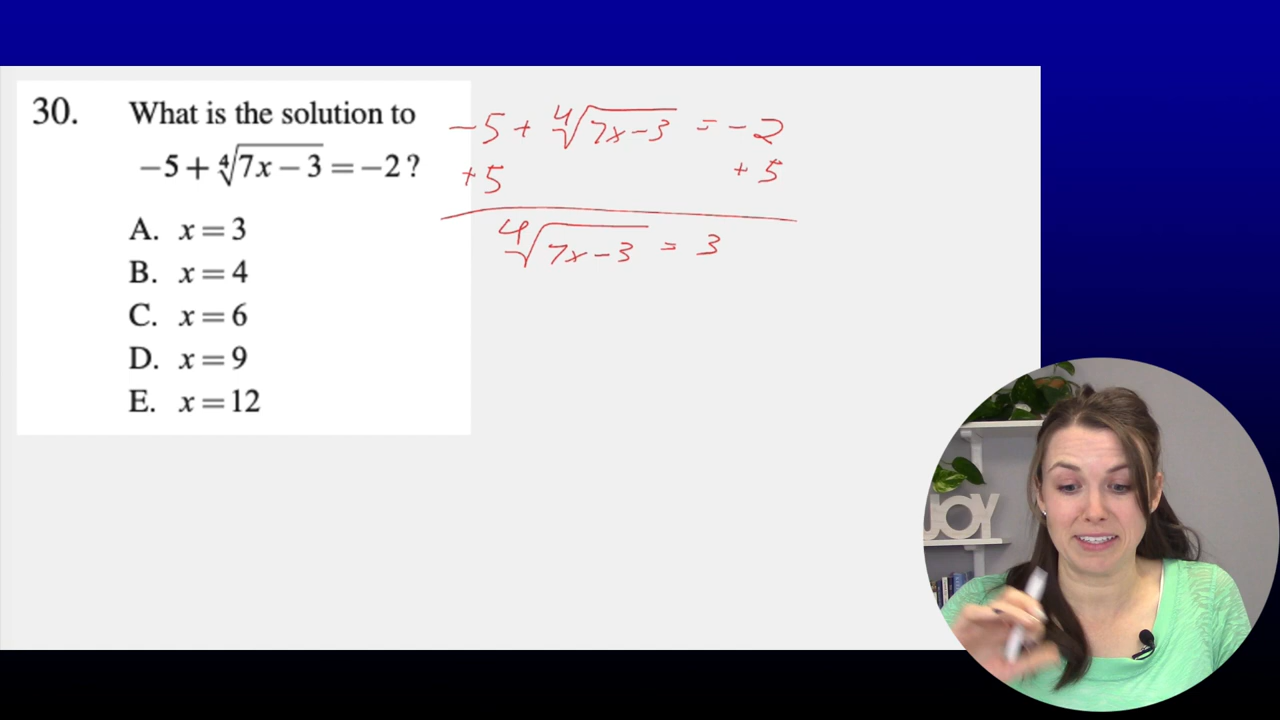 30. What is the solution to
−5 + ∜(7x − 3) = −2 ?
A. x = 3
B. x = 4
C. x = 6
D. x = 9
E. x = 12
−5 + ∜(7x − 3) = −2
+5 +5
∜(7x − 3) = 3
JOY